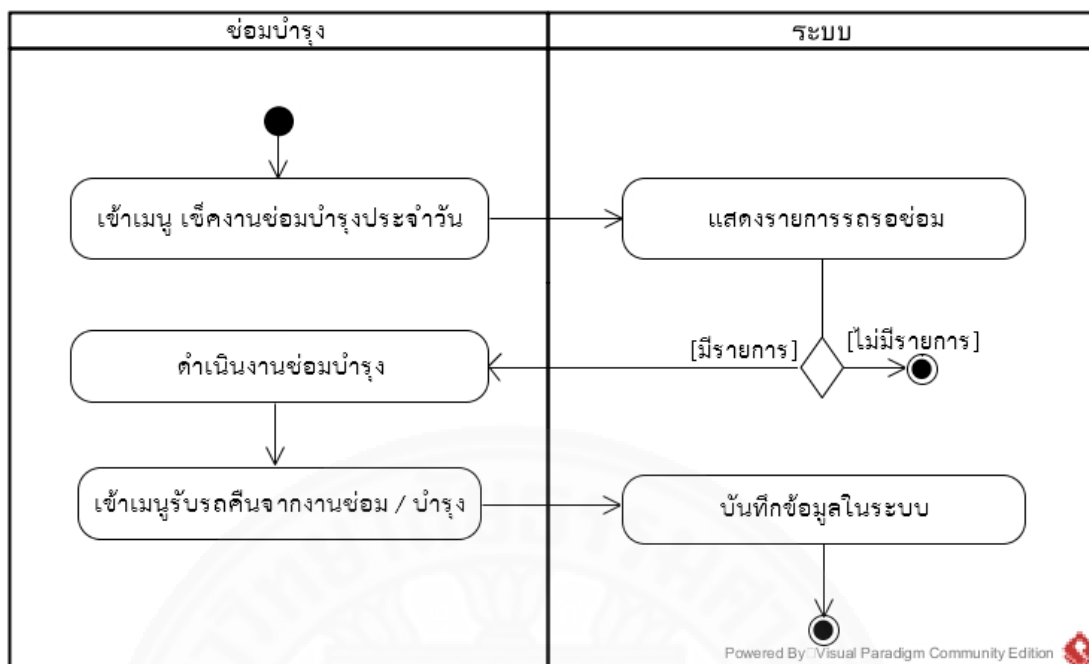 ซ่อมบำรุง
ระบบ
เข้าเมนู เช็คงานซ่อมบำรุงประจำวัน
แสดงรายการรถรอซ่อม
[มีรายการ]
[ไม่มีรายการ]
ดำเนินงานซ่อมบำรุง
เข้าเมนูรับรถคืนจากงานซ่อม / บำรุง
บันทึกข้อมูลในระบบ
Powered By Visual Paradigm Community Edition